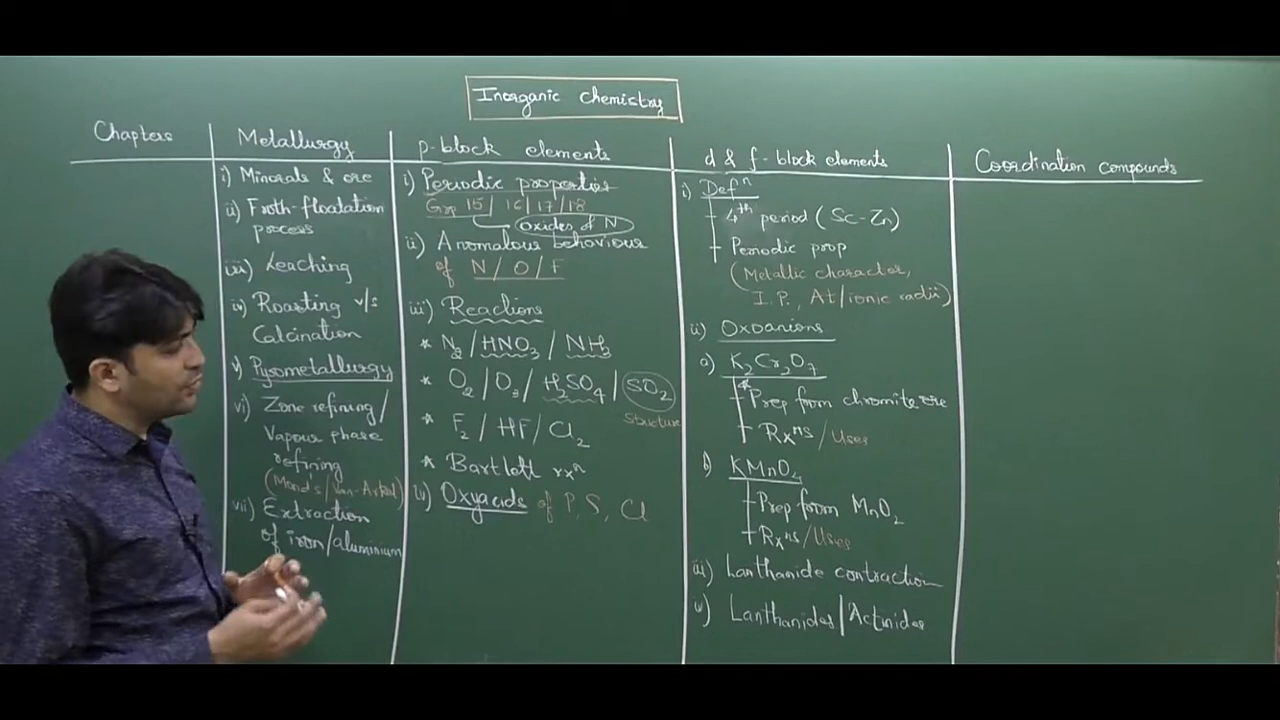 Inorganic chemistry
Chapters
Metallurgy
i) Minerals & ore
ii) Froth-floatation
process
iii) Leaching
iv) Roasting v/s
Calcination
v) Pyrometallurgy
vi) Zone refining/
Vapour phase
refining
(Mond's/Van-Arkel)
vii) Extraction
of iron/aluminium
p-block elements
i) Periodic properties
Grp 15/ 16/ 17/ 18
oxides of N
ii) Anomalous behaviour
of N/ O/ F
iii) Reactions
* N₂/ HNO₃/ NH₃
* O₂/ O₃/ H₂SO₄/ SO₂
structure
* F₂/ HF/ Cl₂
* Bartlett rxⁿ
iv) Oxyacids of P, S, Cl
d & f-block elements
i) Defⁿ
4th period (Sc-Zn)
Periodic prop
(Metallic character,
I.P., At/ionic radii)
ii) Oxoanions
a) K₂Cr₂O₇
Prep from chromite ore
Rxⁿˢ/Uses
b) KMnO₄
Prep from MnO₂
Rxⁿˢ/Uses
iii) Lanthanide contraction
iv) Lanthanides/Actinides
Coordination compounds